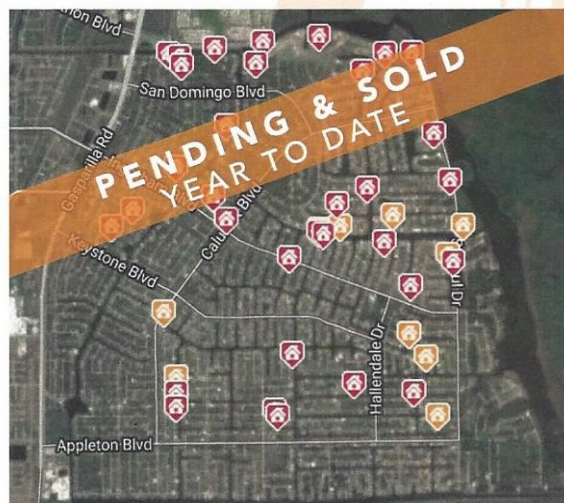 San Domingo Blvd
PENDING & SOLD
YEAR TO DATE
Gasparilla Rd
Keystone Blvd
Hallendale Dr
Appleton Blvd